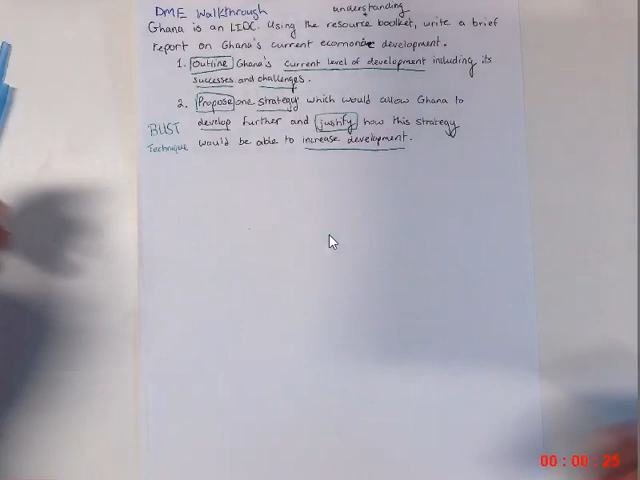 DME Walkthrough understanding
Ghana is an LIDC. Using the resource booklet, write a brief
report on Ghana's current economic development.
1. Outline Ghana's current level of development including its
successes and challenges.
2. Propose one strategy which would allow Ghana to
BUST develop further and justify how this strategy
Technique would be able to increase development.
00:00:25